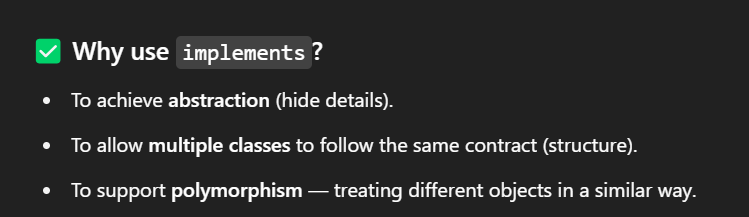 Why use implements?
To achieve abstraction (hide details).
To allow multiple classes to follow the same contract (structure).
To support polymorphism — treating different objects in a similar way.